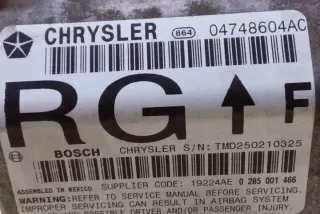 CHRYSLER 864 04748604AC
RG F
BOSCH CHRYSLER S/N: TMD250210325
ASSEMBLED IN MEXICO SUPPLIER CODE: 19224AE 0 285 001 466
WARNING: REFER TO SERVICE MANUAL BEFORE SERVICING.
IMPROPER SERVICING CAN RESULT IN AIRBAG SYSTEM
POSSIBLE DRIVER AND/OR PASSENGER INJURY.